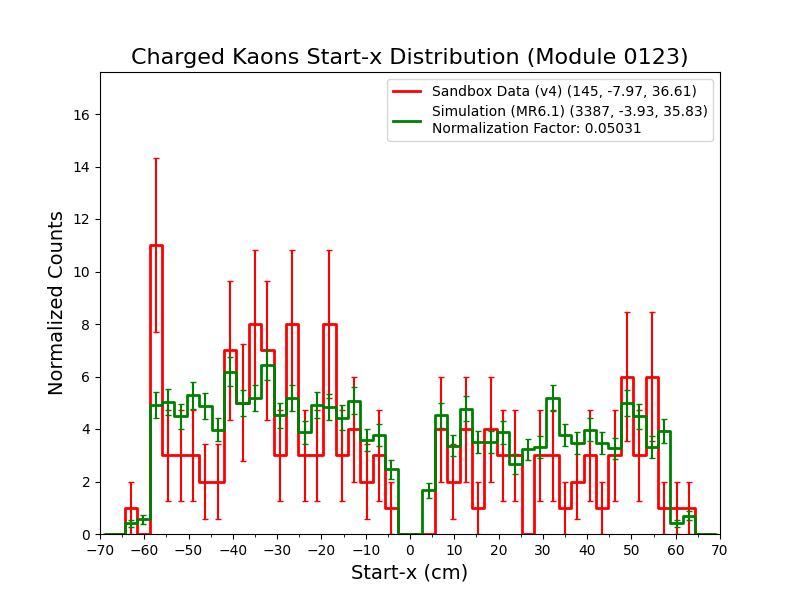 Charged Kaons Start-x Distribution (Module 0123)
Sandbox Data (v4) (145, -7.97, 36.61)
Simulation (MR6.1) (3387, -3.93, 35.83)
Normalization Factor: 0.05031
Normalized Counts
16
14
12
10
8
6
4
2
0
−70 −60 −50 −40 −30 −20 −10 0 10 20 30 40 50 60 70
Start-x (cm)